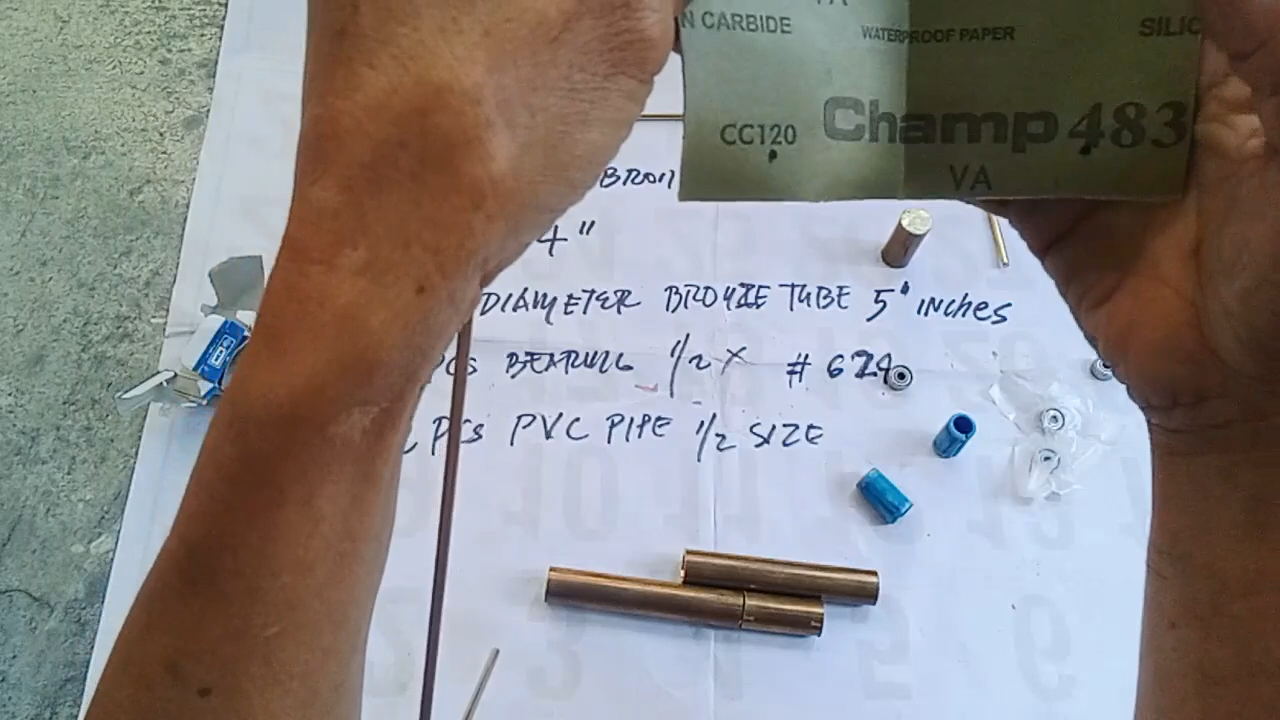 N CARBIDE WATERPROOF PAPER SILIC
CC120 Champ 483
VA
BRON
4"
DIAMETER BRONZE TUBE 5" INCHES
PCS BEARING 1/2 X # 624
PCS PVC PIPE 1/2 SIZE